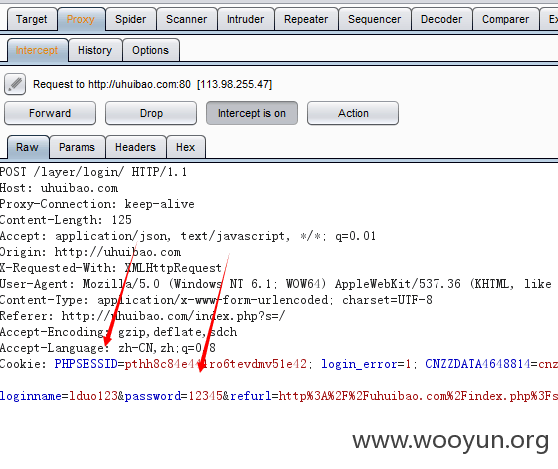 Target Proxy Spider Scanner Intruder Repeater Sequencer Decoder Comparer
Intercept History Options
Request to http://uhuibao.com:80 [113.98.255.47]
Forward Drop Intercept is on Action
Raw Params Headers Hex
POST /layer/login/ HTTP/1.1
Host: uhuibao.com
Proxy-Connection: keep-alive
Content-Length: 125
Accept: application/json, text/javascript, */*; q=0.01
Origin: http://uhuibao.com
X-Requested-With: XMLHttpRequest
User-Agent: Mozilla/5.0 (Windows NT 6.1; WOW64) AppleWebKit/537.36 (KHTML, like
Content-Type: application/x-www-form-urlencoded; charset=UTF-8
Referer: http://uhuibao.com/index.php?s=/
Accept-Encoding: gzip,deflate,sdch
Accept-Language: zh-CN,zh;q=0.8
Cookie: login_error=1; CNZZDATA4648814=cnz
loginname=lduo123&password=12345&refurl=http%3A%2F%2Fuhuibao.com%2Findex.php%3Fs
www.wooyun.org